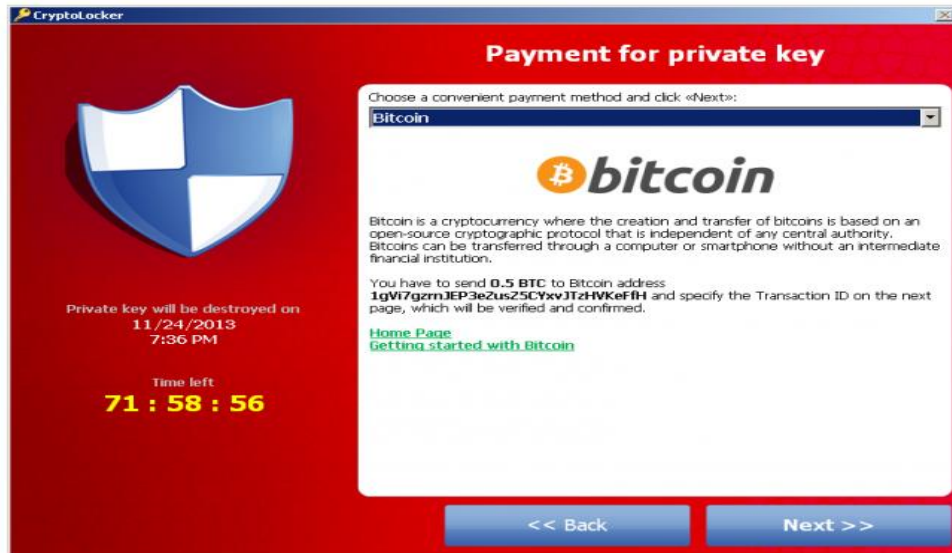 CryptoLocker
Payment for private key
Choose a convenient payment method and click «Next»:
Bitcoin
bitcoin
Bitcoin is a cryptocurrency where the creation and transfer of bitcoins is based on an
open-source cryptographic protocol that is independent of any central authority.
Bitcoins can be transferred through a computer or smartphone without an intermediate
financial institution.
You have to send 0.5 BTC to Bitcoin address
1gVi7gzrnJEP3eZusZ5CYxvJTzHVKeFfH and specify the Transaction ID on the next
page, which will be verified and confirmed.
Home Page
Getting started with Bitcoin
Private key will be destroyed on
11/24/2013
7:36 PM
Time left
71 : 58 : 56
<< Back
Next >>